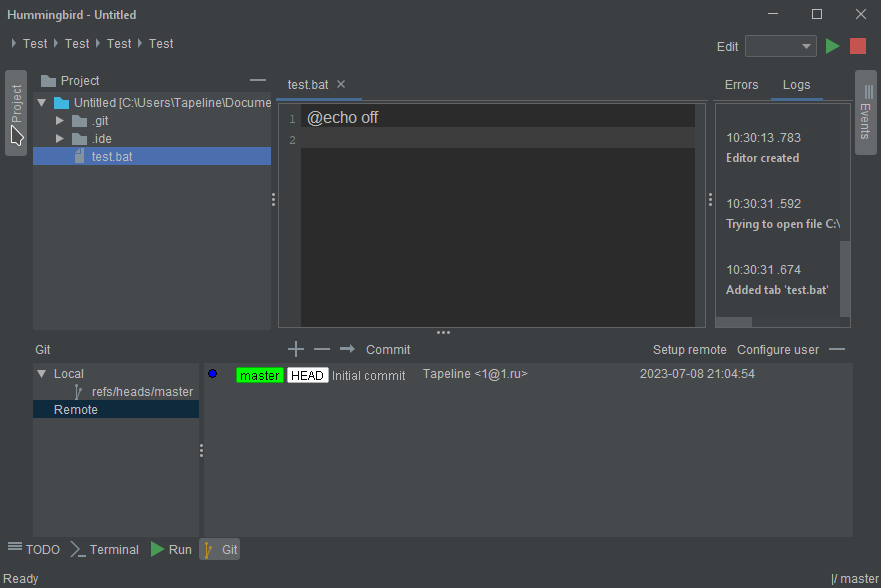 Hummingbird - Untitled
Test Test Test Test
Edit
Project
Project
Untitled [C:\Users\Tapeline\Docume
.git
.ide
test.bat
test.bat
1 @echo off
2
Errors Logs
10:30:13 .783
Editor created
10:30:31 .592
Trying to open file C:\
10:30:31 .674
Added tab 'test.bat'
Events
Git
Commit
Setup remote Configure user
Local
refs/heads/master
Remote
master HEAD Initial commit Tapeline <1@1.ru> 2023-07-08 21:04:54
TODO Terminal Run Git
Ready
|/ master